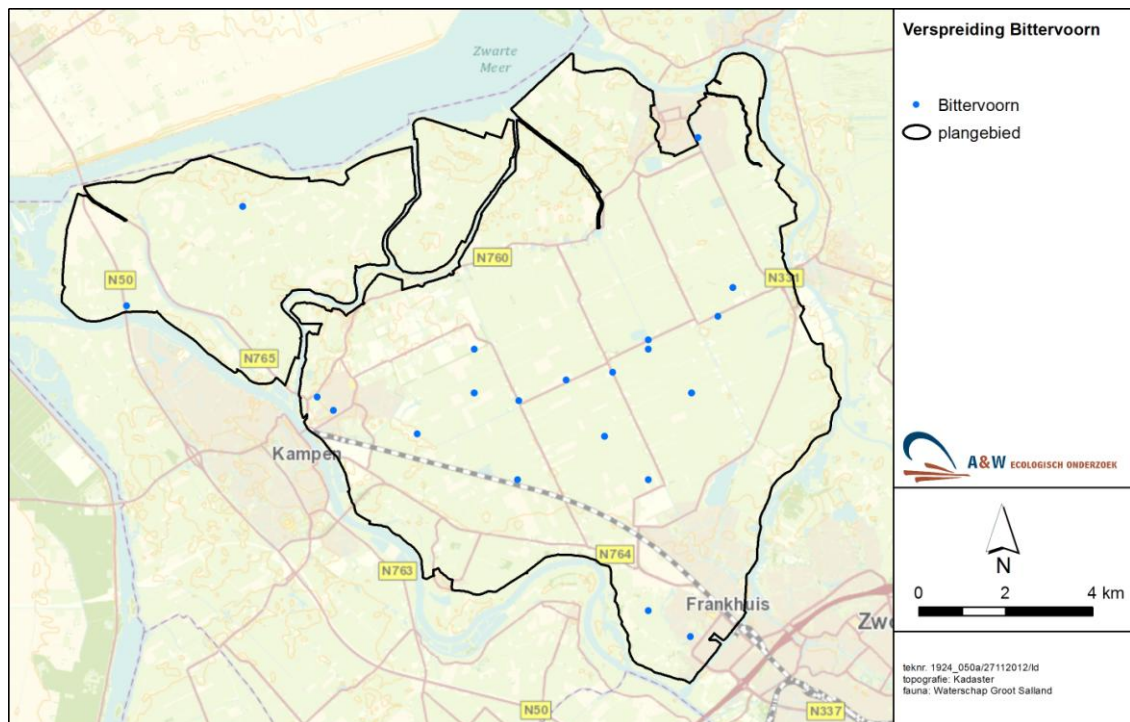 Zwarte
Meer
N50
N760
N331
N765
Kampen
N764
N763
Frankhuis
Zwo
N50
N337
Verspreiding Bittervoorn
Bittervoorn
plangebied
A&W ECOLOGISCH ONDERZOEK
N
0 2 4 km
teknr. 1924_050a/27112012/ld
topografie: Kadaster
fauna: Waterschap Groot Salland